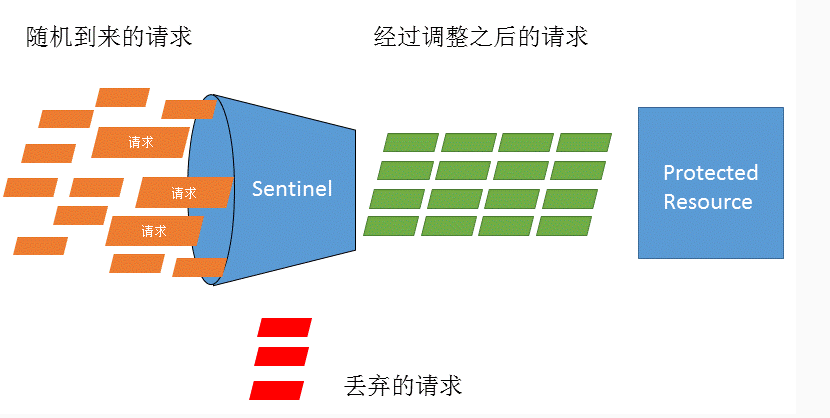 随机到来的请求
经过调整之后的请求
请求
请求
请求
Sentinel
Protected
Resource
丢弃的请求